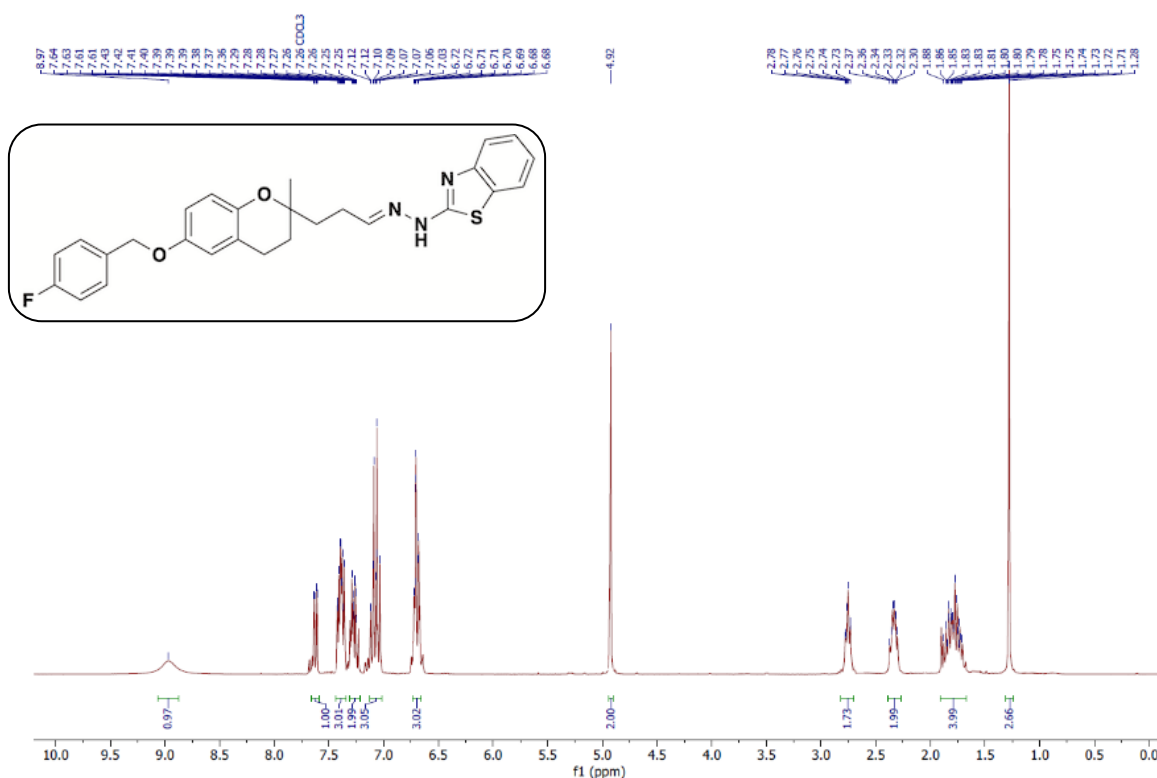 8.97 7.64 7.63 7.61 7.61 7.43 7.42 7.41 7.40 7.39 7.39 7.39 7.38 7.37 7.36 7.29 7.28 7.28 7.27 7.26 7.26 CDCL3 7.26 7.25 7.25 7.12 7.12 7.10 7.09 7.07 7.07 7.06 7.03 6.72 6.72 6.71 6.71 6.70 6.69 6.68 6.68 4.92 2.78 2.77 2.76 2.75 2.74 2.73 2.37 2.36 2.34 2.33 2.32 2.30 1.88 1.86 1.85 1.83 1.83 1.81 1.80 1.80 1.79 1.78 1.75 1.75 1.74 1.73 1.72 1.71 1.28
O
N
N
N
H
S
O
F
0.97 1.00 3.01 1.99 3.05 3.02 2.00 1.73 1.99 3.99 2.66
10.0 9.5 9.0 8.5 8.0 7.5 7.0 6.5 6.0 5.5 5.0 4.5 4.0 3.5 3.0 2.5 2.0 1.5 1.0 0.5 0.0
f1 (ppm)